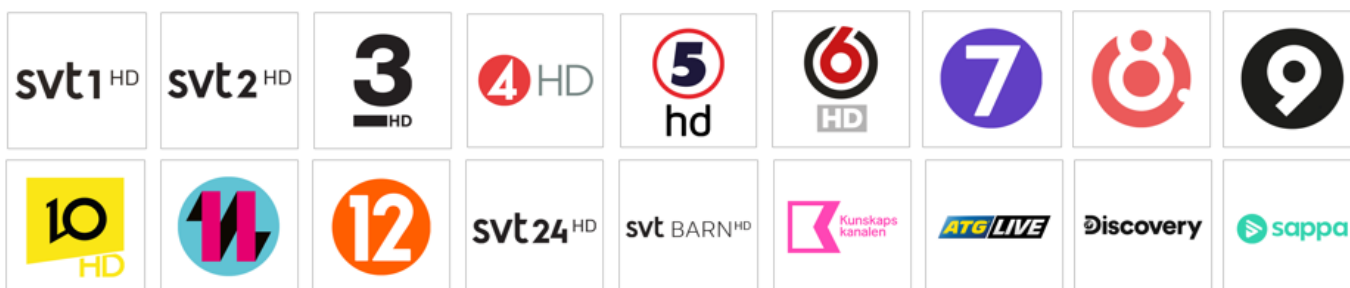 svt1 HD
svt2 HD
3
HD
4 HD
5
hd
6
HD
7
8
9
10
HD
11
12
svt24 HD
svt BARN HD
Kunskaps
kanalen
ATG LIVE
Discovery
sappa